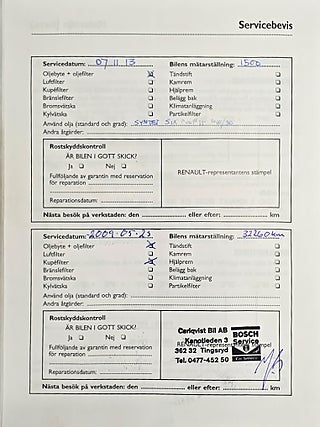 Servicebevis
Servicedatum: 07 11 13 Bilens mätarställning: 1500
Oljebyte + oljefilter Tändstift
Luftfilter Kamrem
Kupéfilter Hjälprem
Bränslefilter Belägg bak
Bromsvätska Klimatanläggning
Kylvätska Partikelfilter
Använd olja (standard och grad):
Andra åtgärder:
Rostskyddskontroll
ÄR BILEN I GOTT SKICK?
Ja Nej
Fullföljande av garantin med reservation
för reparation
Reparationsdatum:
RENAULT-representantens stämpel
Nästa besök på verkstaden: den eller efter: km
Servicedatum: 2009-05-25 Bilens mätarställning: 32260 km
Oljebyte + oljefilter Tändstift
Luftfilter Kamrem
Kupéfilter Hjälprem
Bränslefilter Belägg bak
Bromsvätska Klimatanläggning
Kylvätska Partikelfilter
Använd olja (standard och grad):
Andra åtgärder:
Rostskyddskontroll
ÄR BILEN I GOTT SKICK?
Ja Nej
Fullföljande av garantin med reservation
för reparation
Reparationsdatum:
Carlqvist Bil AB
Kanotleden 3
362 32 Tingsryd
Tel. 0477-452 50
BOSCH
Service
Nästa besök på verkstaden: den eller efter: km